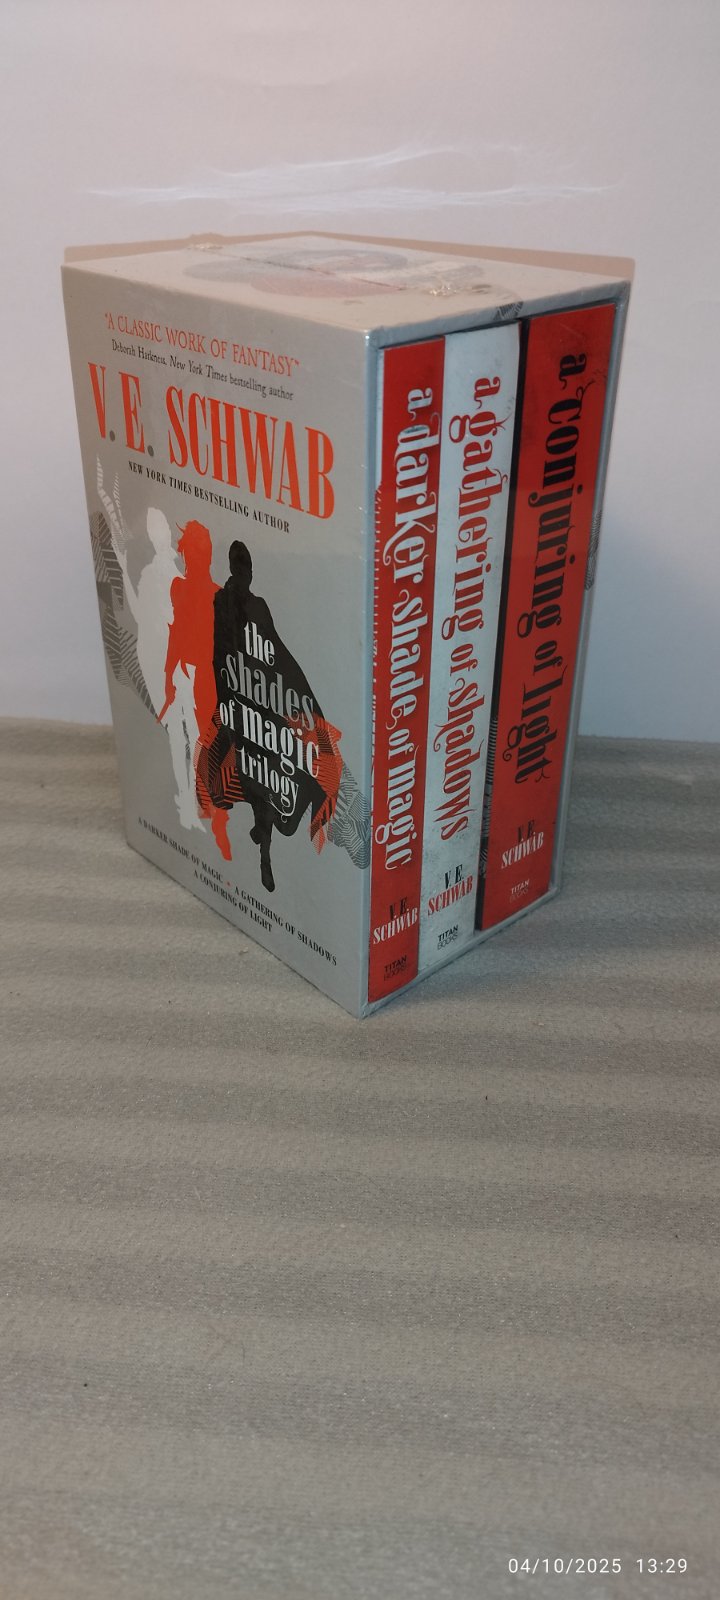 "A CLASSIC WORK OF FANTASY"
Deborah Harkness, New York Times bestselling author
V. E. SCHWAB
NEW YORK TIMES BESTSELLING AUTHOR
the
shades
of magic
trilogy
A DARKER SHADE OF MAGIC • A GATHERING OF SHADOWS
A CONJURING OF LIGHT
a darker shade of magic
V. E.
SCHWAB
TITAN
BOOKS
a gathering of shadows
V. E.
SCHWAB
TITAN
BOOKS
a conjuring of light
V. E.
SCHWAB
TITAN
BOOKS
04/10/2025 13:29